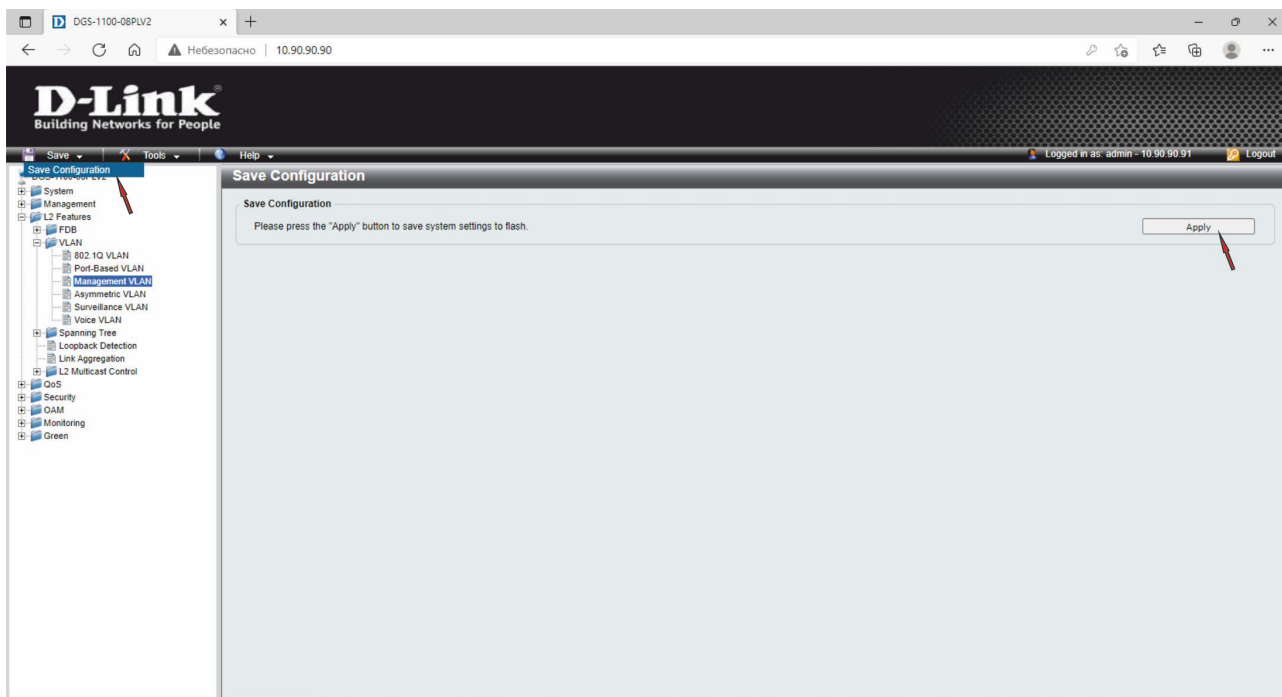 DGS-1100-08PLV2
Небезопасно | 10.90.90.90
D-Link®
Building Networks for People
Save Tools Help Logged in as: admin - 10.90.90.91 Logout
Save Configuration
DGS-1100-08PLV2
System
Management
L2 Features
FDB
VLAN
802.1Q VLAN
Port-Based VLAN
Management VLAN
Asymmetric VLAN
Surveillance VLAN
Voice VLAN
Spanning Tree
Loopback Detection
Link Aggregation
L2 Multicast Control
QoS
Security
OAM
Monitoring
Green
Save Configuration
Save Configuration
Please press the "Apply" button to save system settings to flash.
Apply